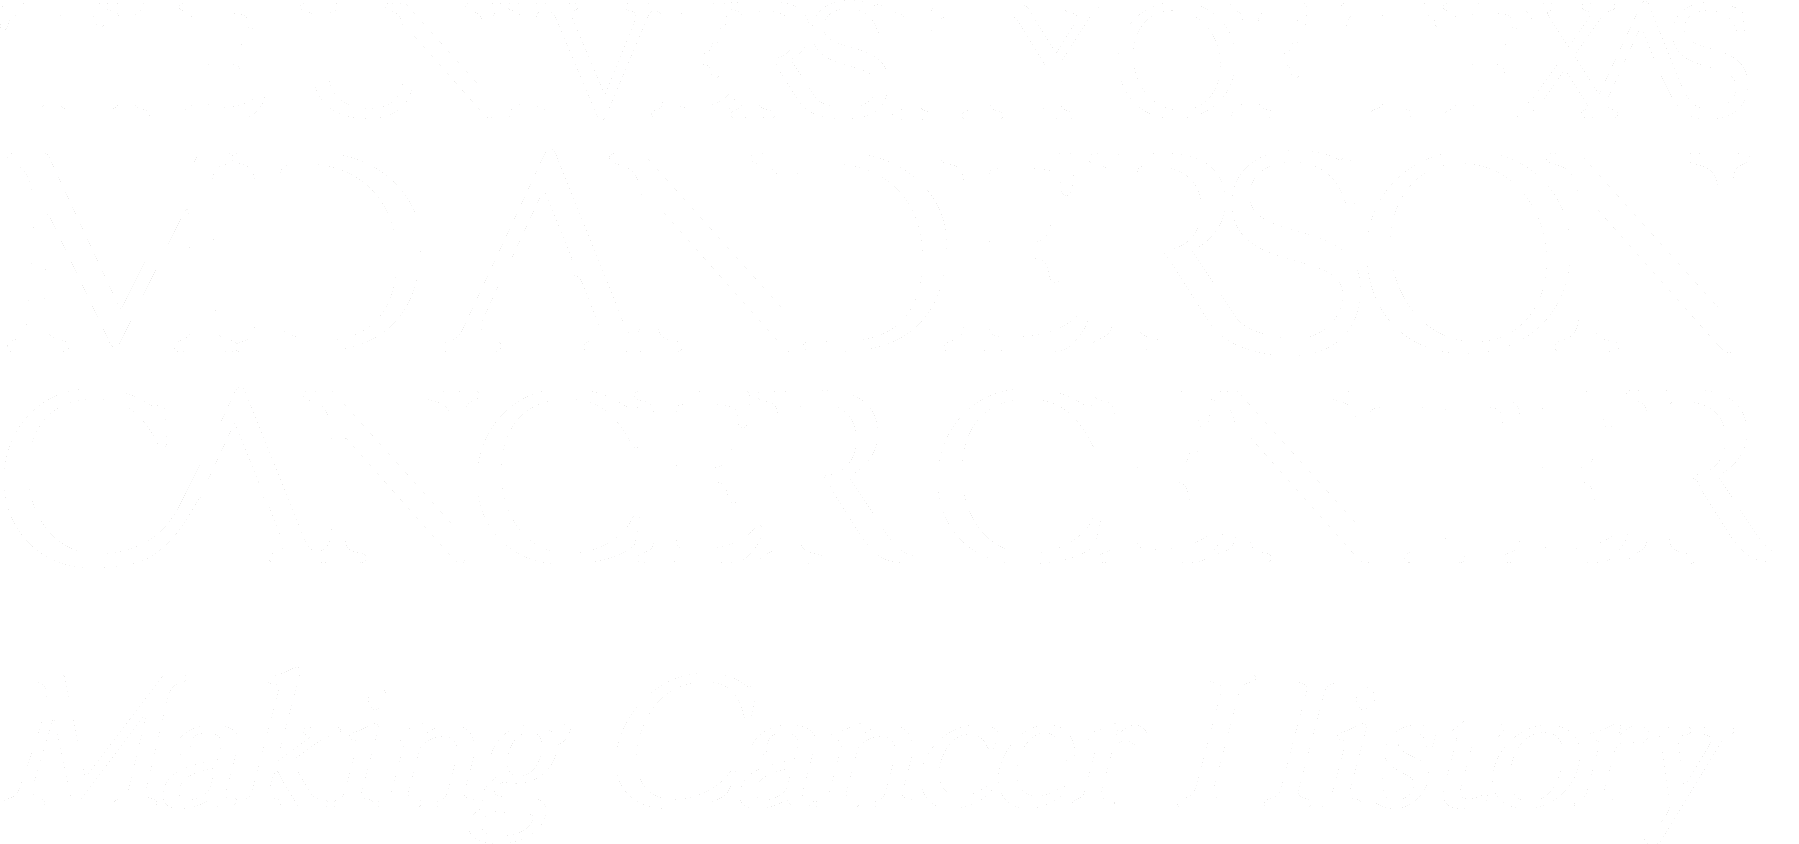 THE UNIVERSITY OF TEXAS
MD ANDERSON
CANCER CENTER
Making Cancer History